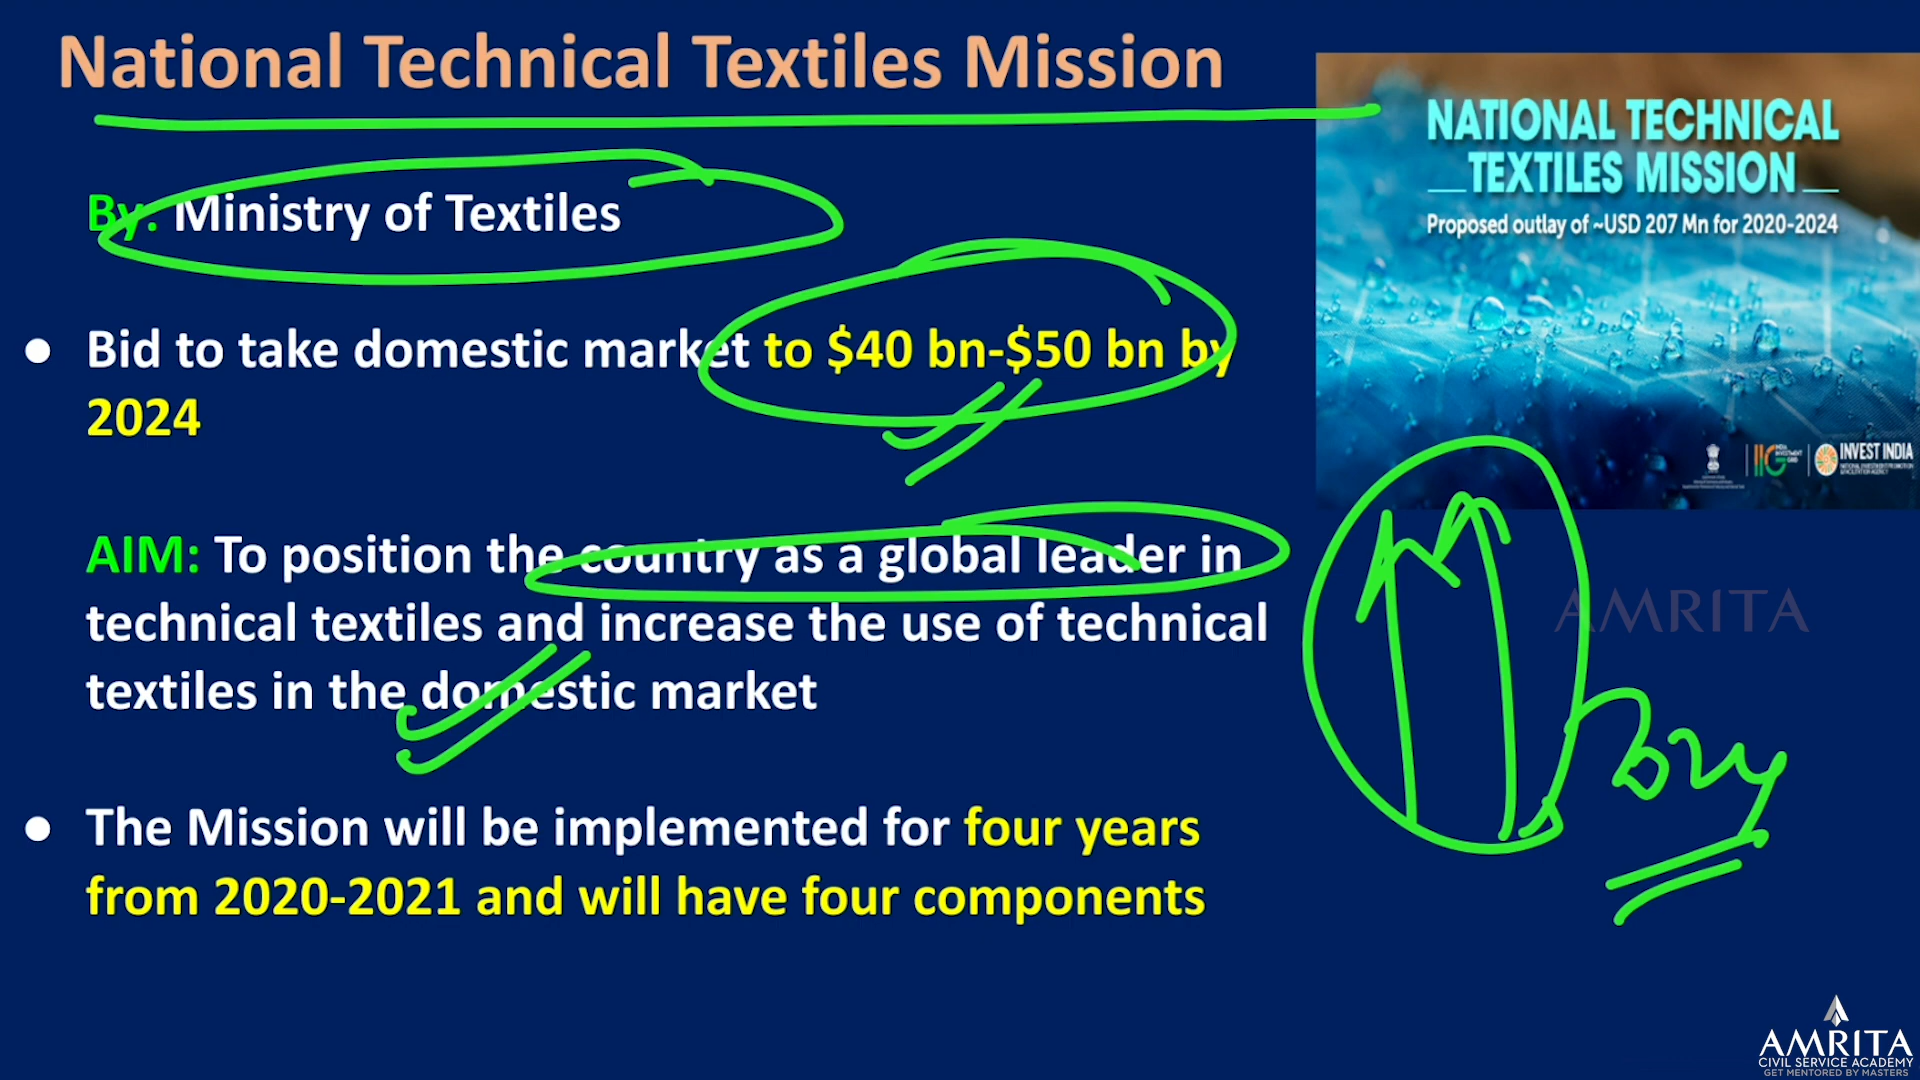 National Technical Textiles Mission
By: Ministry of Textiles
● Bid to take domestic market to $40 bn-$50 bn by
2024
AIM: To position the country as a global leader in
technical textiles and increase the use of technical
textiles in the domestic market
● The Mission will be implemented for four years
from 2020-2021 and will have four components
NATIONAL TECHNICAL
TEXTILES MISSION
Proposed outlay of ~USD 207 Mn for 2020-2024
INVEST INDIA
AMRITA
AMRITA
CIVIL SERVICE ACADEMY
GET MENTORED BY MASTERS